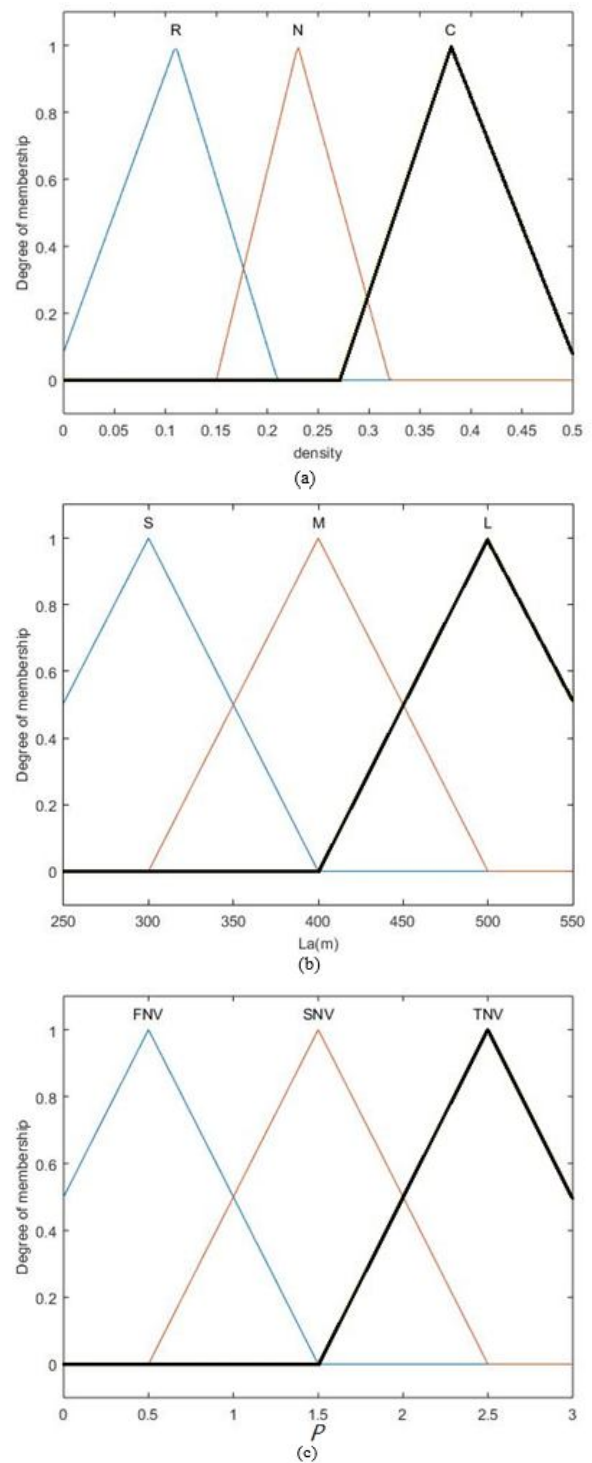 R N C
Degree of membership
1
0.8
0.6
0.4
0.2
0
0 0.05 0.1 0.15 0.2 0.25 0.3 0.35 0.4 0.45 0.5
density
(a)
S M L
Degree of membership
1
0.8
0.6
0.4
0.2
0
250 300 350 400 450 500 550
La(m)
(b)
FNV SNV TNV
Degree of membership
1
0.8
0.6
0.4
0.2
0
0 0.5 1 1.5 2 2.5 3
P
(c)